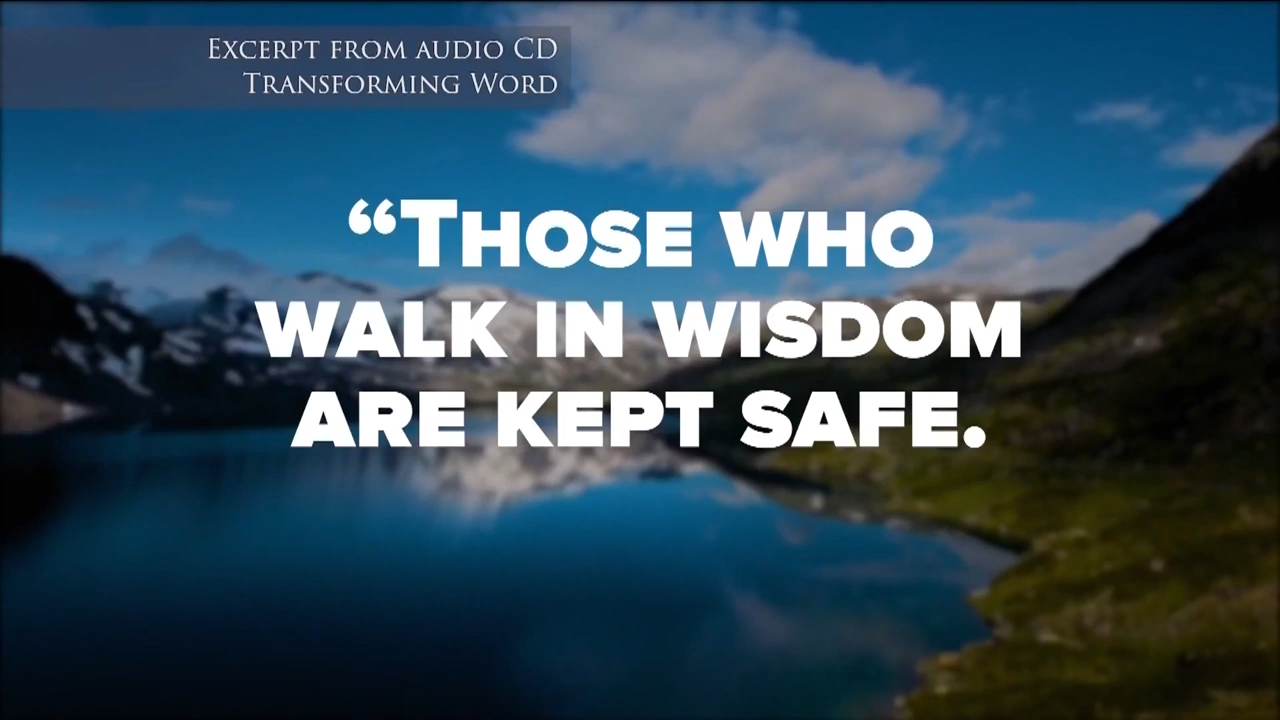 Excerpt from audio CD
Transforming Word
“Those who
walk in wisdom
are kept safe.